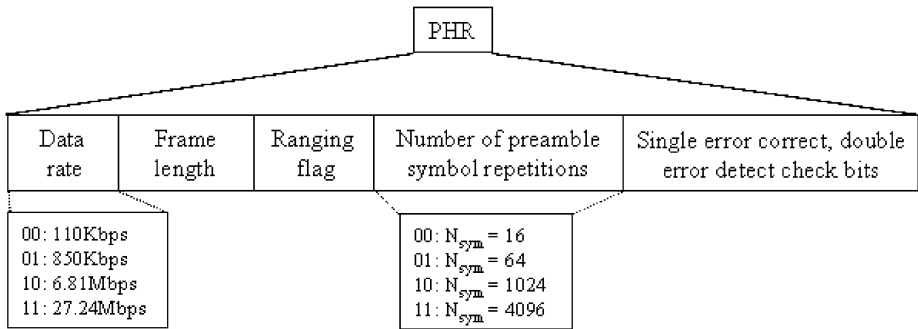 PHR
Data
rate
Frame
length
Ranging
flag
Number of preamble
symbol repetitions
Single error correct, double
error detect check bits
00: 110Kbps
01: 850Kbps
10: 6.81Mbps
11: 27.24Mbps
00: Nsym = 16
01: Nsym = 64
10: Nsym = 1024
11: Nsym = 4096